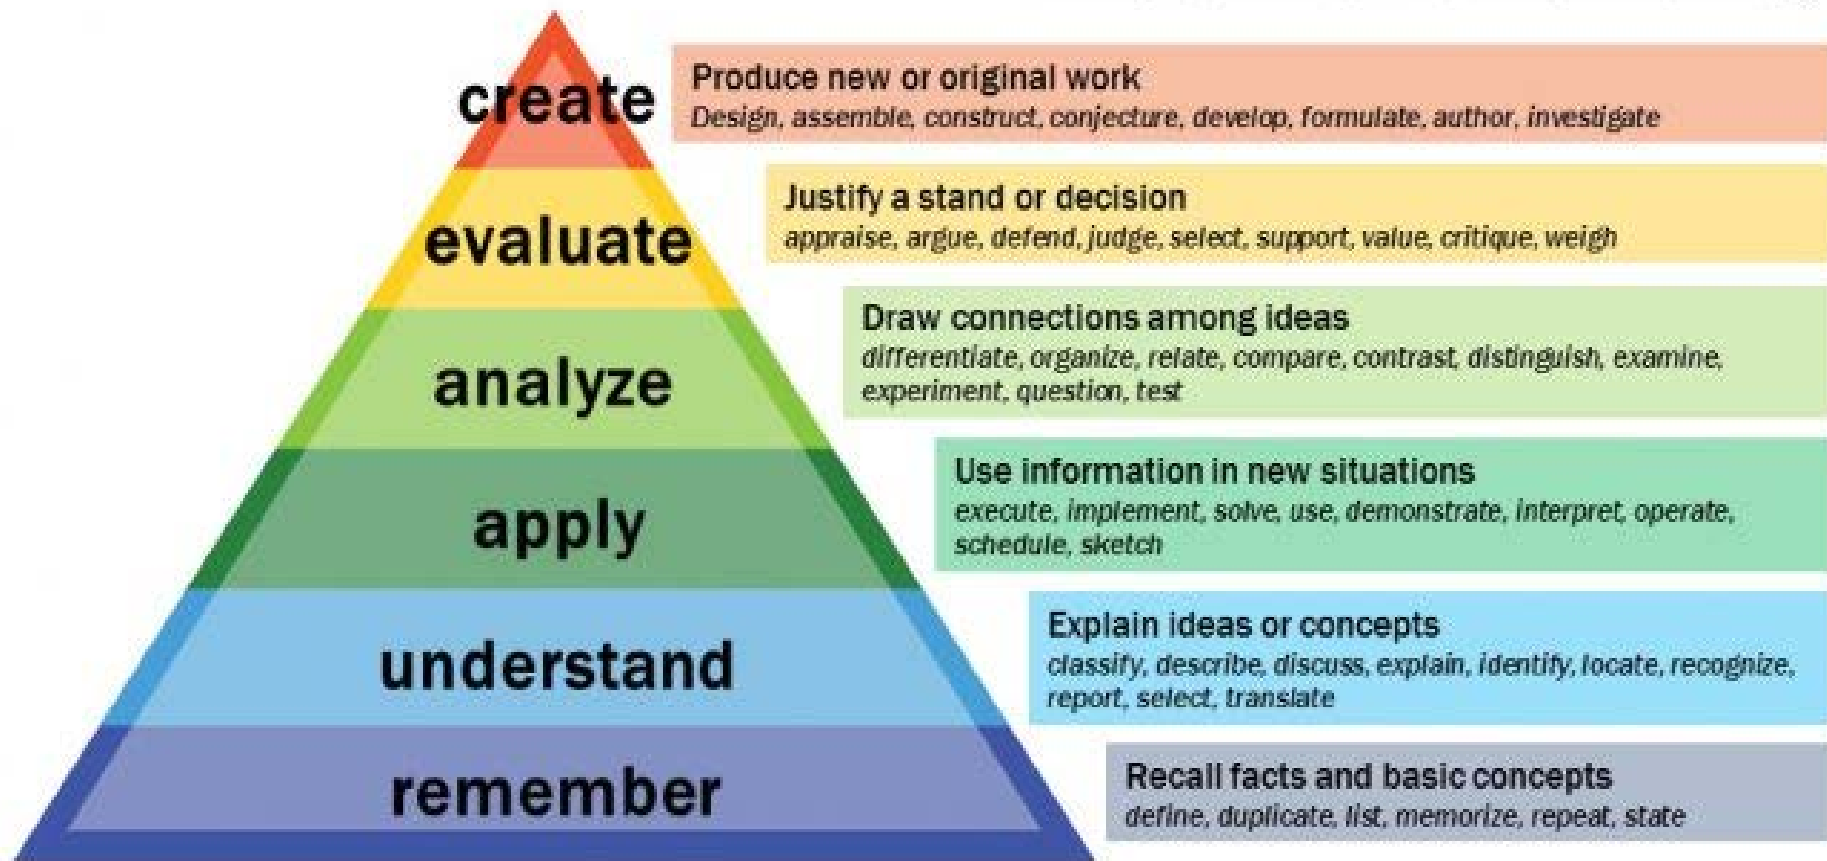 create
Produce new or original work
Design, assemble, construct, conjecture, develop, formulate, author, investigate
evaluate
Justify a stand or decision
appraise, argue, defend, judge, select, support, value, critique, weigh
analyze
Draw connections among ideas
differentiate, organize, relate, compare, contrast, distinguish, examine,
experiment, question, test
apply
Use information in new situations
execute, implement, solve, use, demonstrate, interpret, operate,
schedule, sketch
understand
Explain ideas or concepts
classify, describe, discuss, explain, identify, locate, recognize,
report, select, translate
remember
Recall facts and basic concepts
define, duplicate, list, memorize, repeat, state